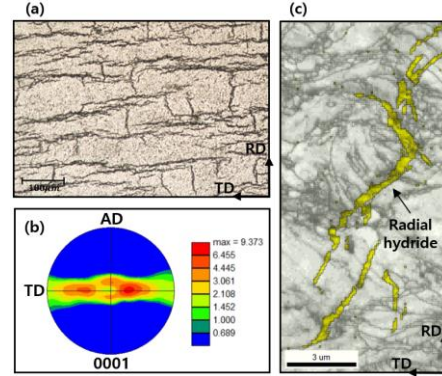 (a)
100μm
RD
TD
(b)
AD
TD
0001
max = 9.373
6.455
4.445
3.061
2.108
1.452
1.000
0.689
(c)
Radial
hydride
3 um
RD
TD